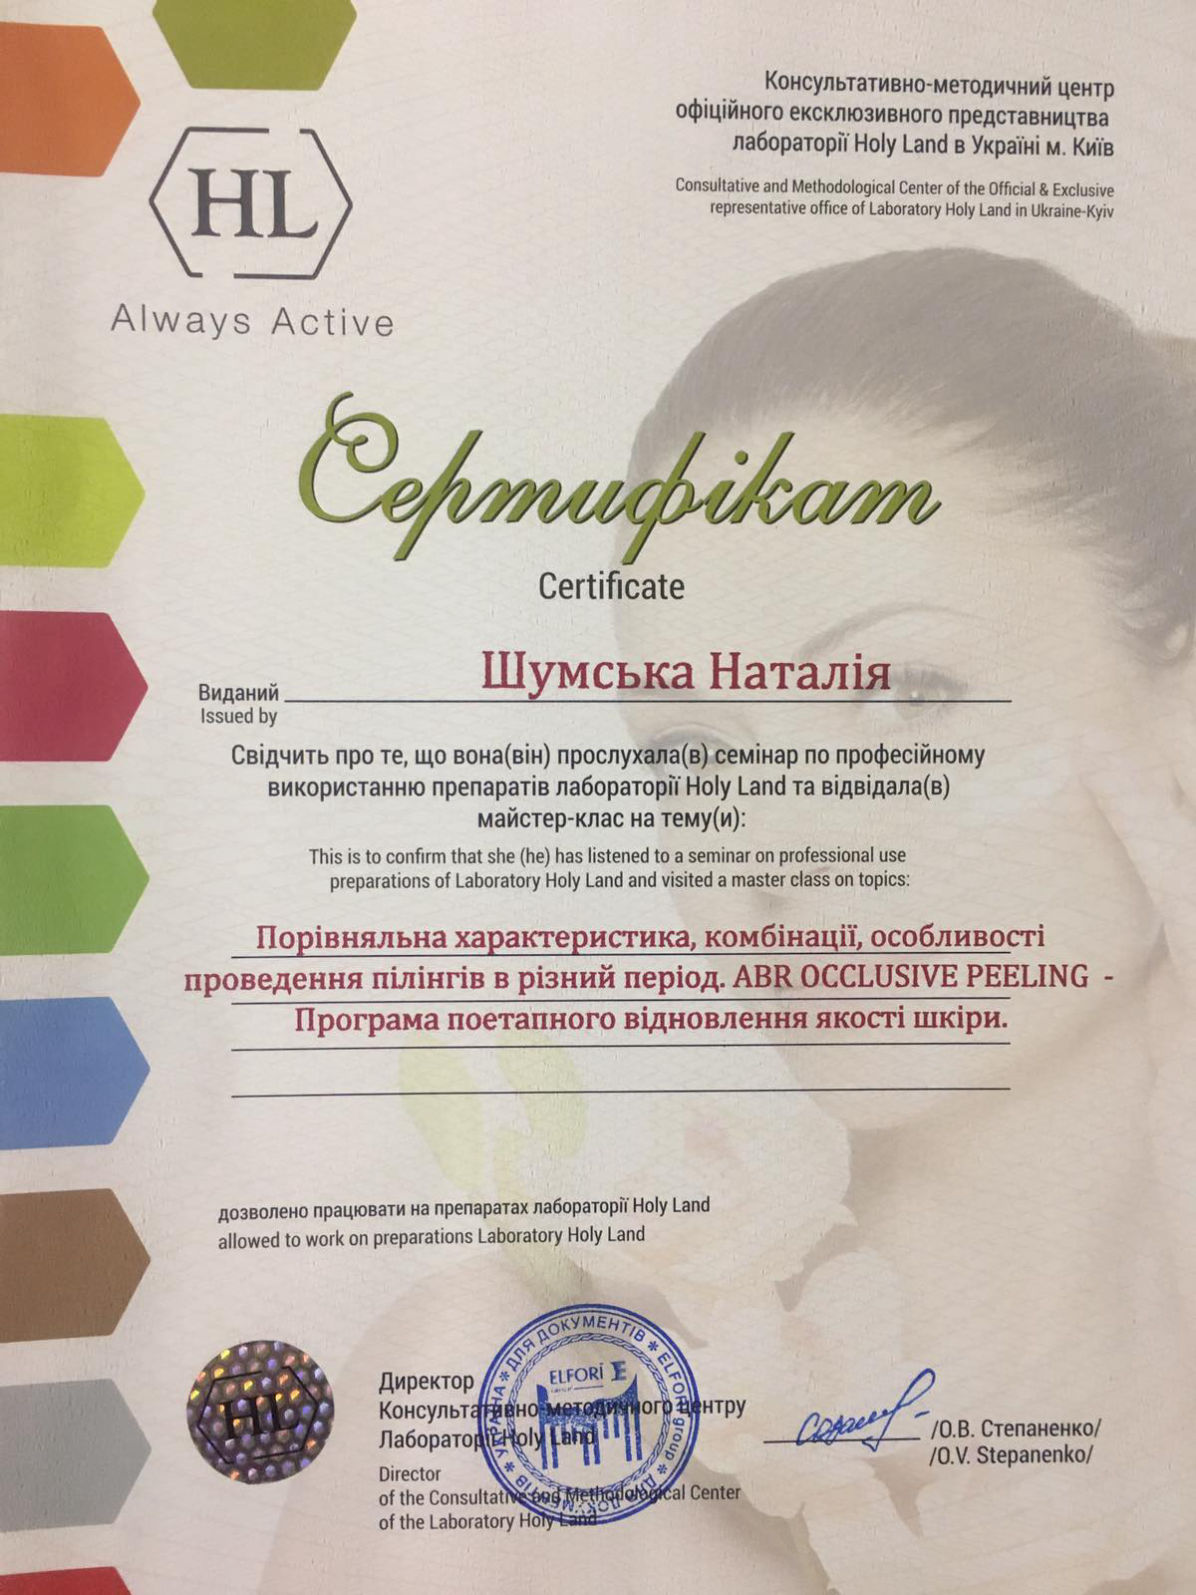 HL
Always Active
Консультативно-методичний центр
офіційного ексклюзивного представництва
лабораторії Holy Land в Україні м. Київ
Consultative and Methodological Center of the Official & Exclusive
representative office of Laboratory Holy Land in Ukraine-Kyiv
Сертифікат
Certificate
Шумська Наталія
Виданий
Issued by
Свідчить про те, що вона(він) прослухала(в) семінар по професійному
використанню препаратів лабораторії Holy Land та відвідала(в)
майстер-клас на тему(и):
This is to confirm that she (he) has listened to a seminar on professional use
preparations of Laboratory Holy Land and visited a master class on topics:
Порівняльна характеристика, комбінації, особливості
проведення пілінгів в різний період. ABR OCCLUSIVE PEELING -
Програма поетапного відновлення якості шкіри.
дозволено працювати на препаратах лабораторії Holy Land
allowed to work on preparations Laboratory Holy Land
HL
Директор
Консультативно-методичного центру
Лабораторії Holy Land
Director
of the Consultative and Methodological Center
of the Laboratory Holy Land
УКРАЇНА * ДЛЯ ДОКУМЕНТІВ * ELFORI group * ДЛЯ ДОКУМЕНТІВ *
ELFORI E
/О.В. Степаненко/
/O.V. Stepanenko/